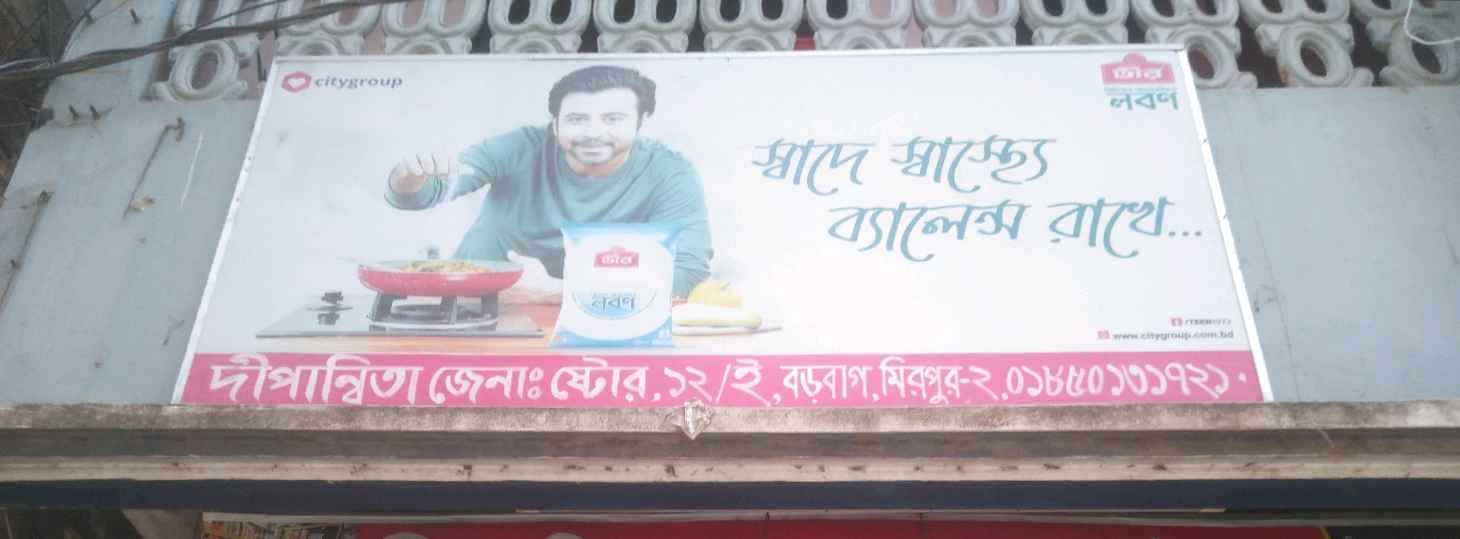 citygroup
তীর
লবণ
স্বাদে স্বাস্থ্যে
ব্যালেন্স রাখে...
তীর
লবণ
www.citygroup.com.bd
দীপান্বিতা জেনাঃ ষ্টোর, ১২/ই, বড়বাগ, মিরপুর-২, ০১৮৫০১৩১৭২১